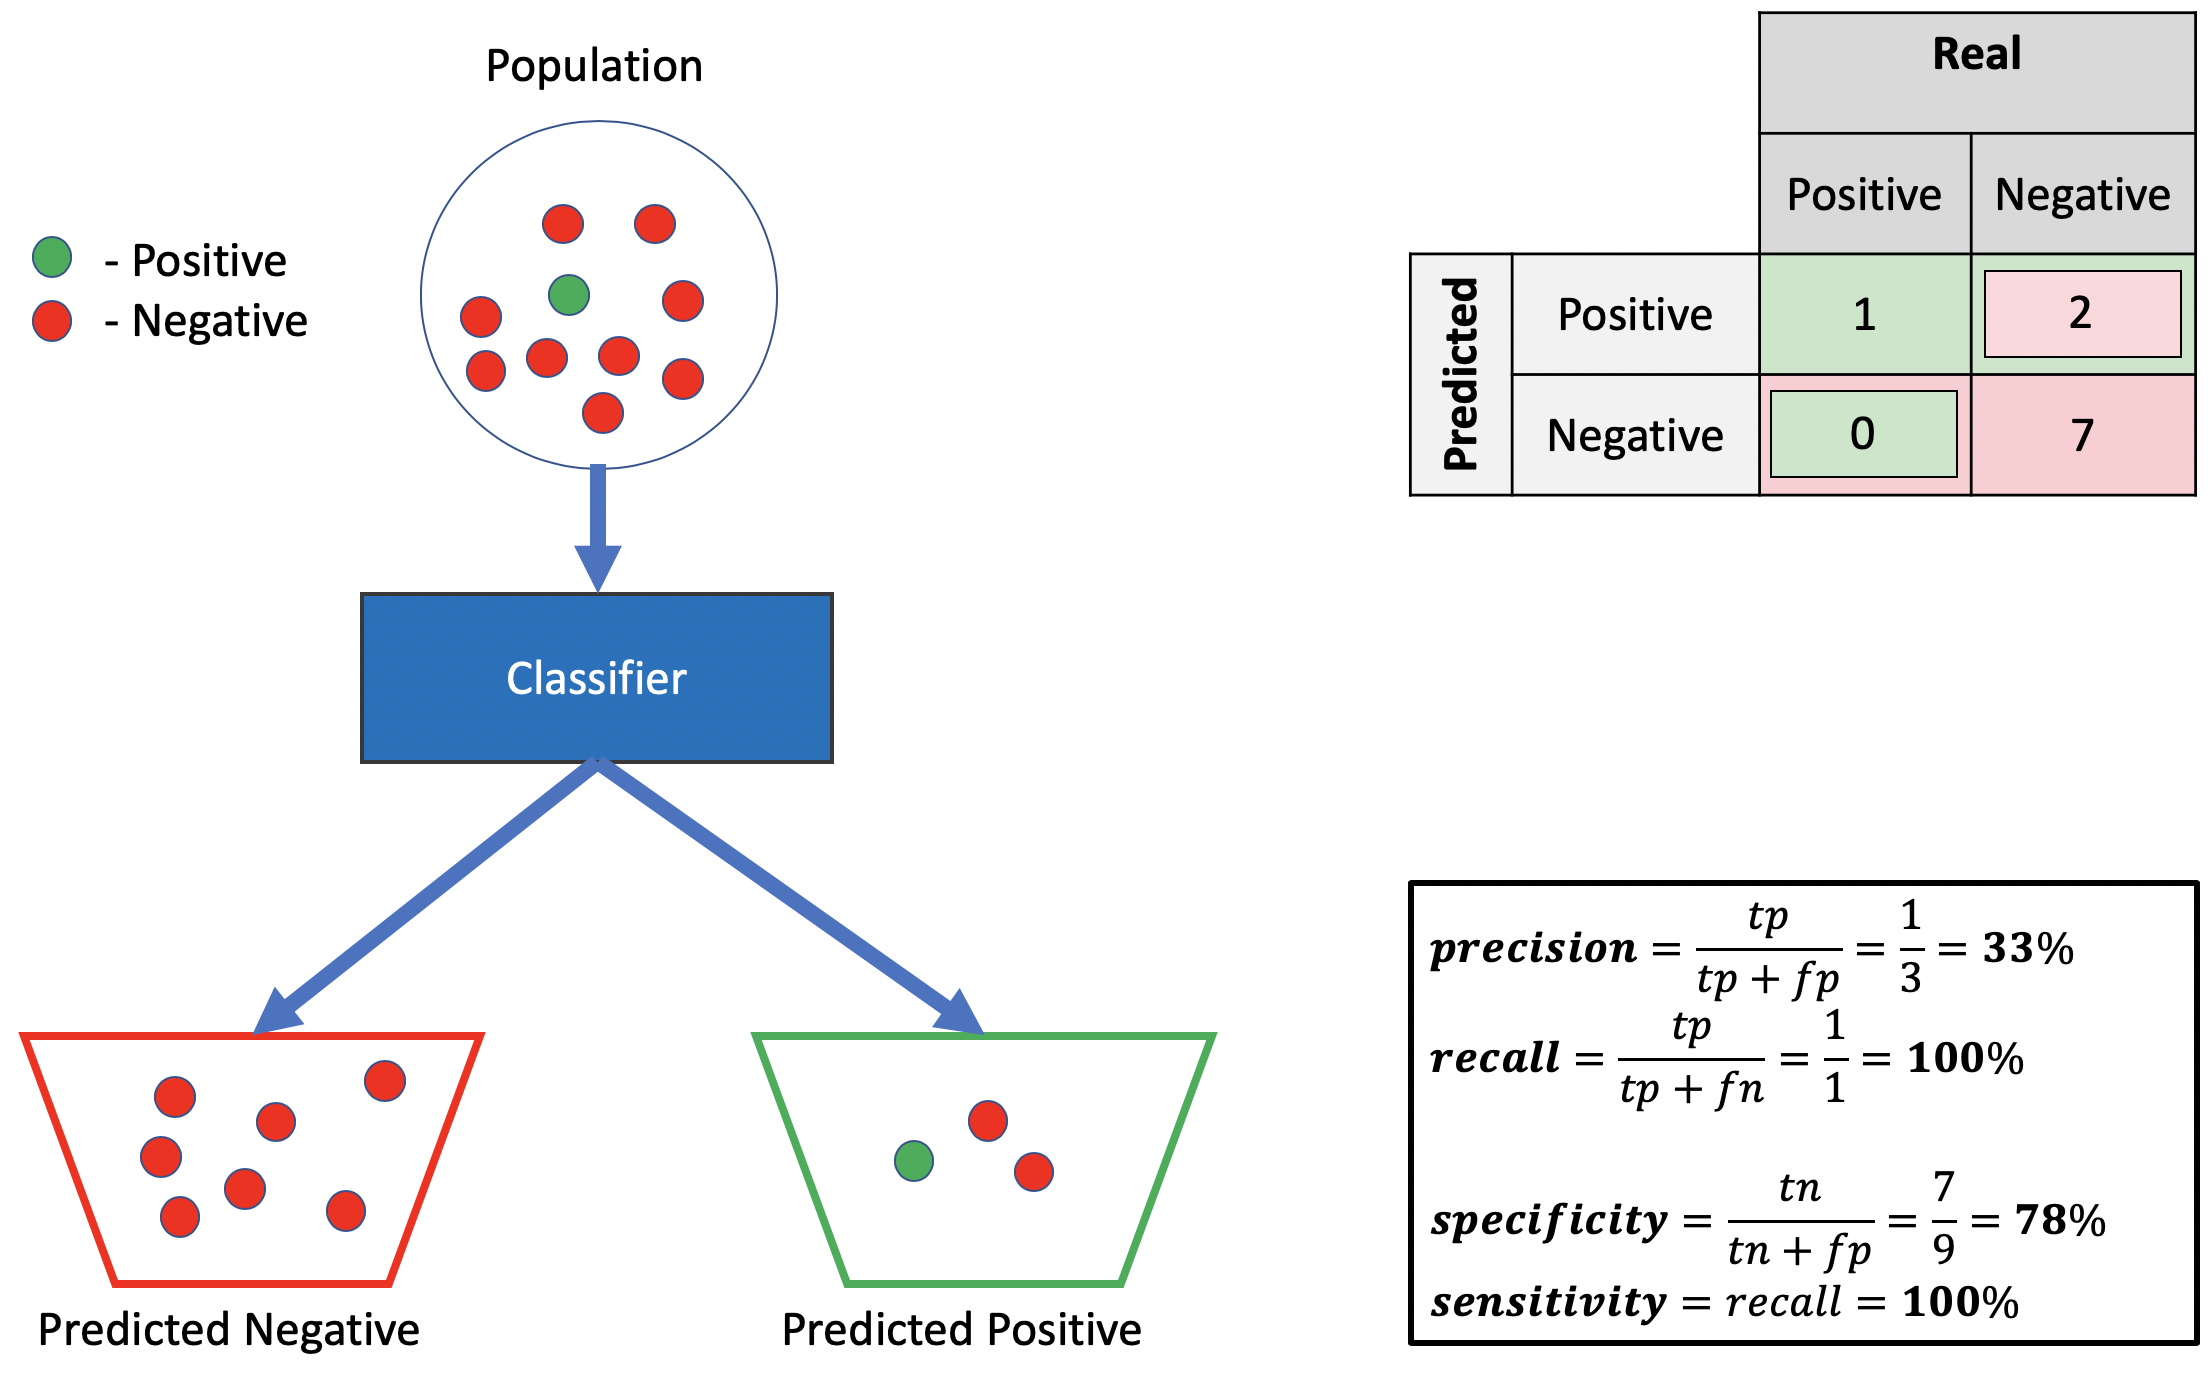 Population
- Positive
- Negative
Classifier
Predicted Negative
Predicted Positive
Real
Positive Negative
Predicted
Positive 1 2
Negative 0 7
precision = tp / (tp + fp) = 1/3 = 33%
recall = tp / (tp + fn) = 1/1 = 100%
specificity = tn / (tn + fp) = 7/9 = 78%
sensitivity = recall = 100%